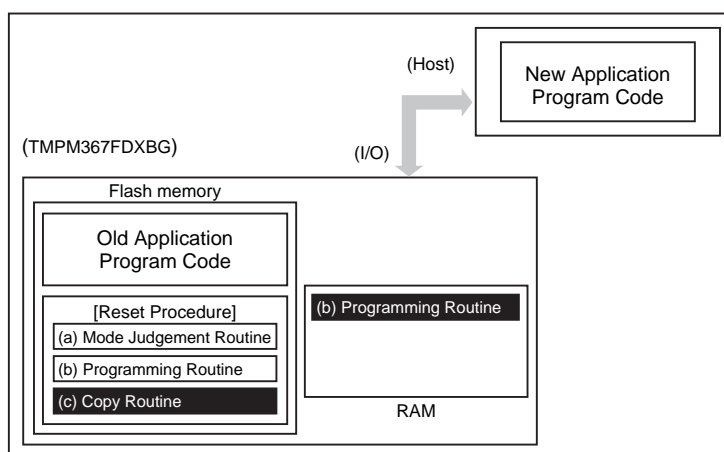 (Host)
New Application
Program Code
(TMPM367FDXBG)
(I/O)
Flash memory
Old Application
Program Code
[Reset Procedure]
(a) Mode Judgement Routine
(b) Programming Routine
(c) Copy Routine
(b) Programming Routine
RAM